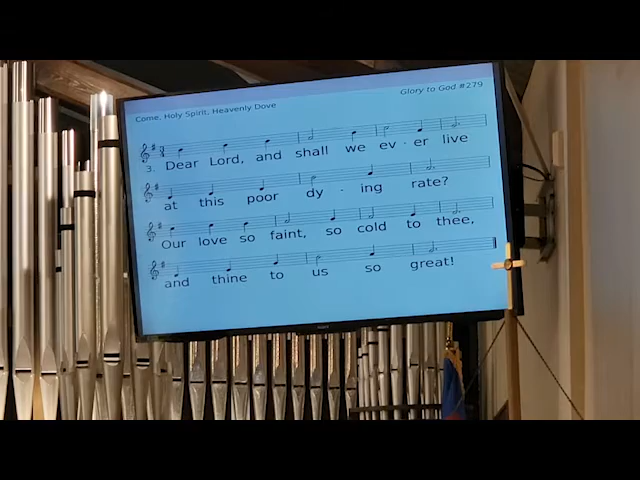 Come, Holy Spirit, Heavenly Dove
Glory to God #279
3. Dear Lord, and shall we ev · er live
at this poor dy · ing rate?
Our love so faint, so cold to thee,
and thine to us so great!